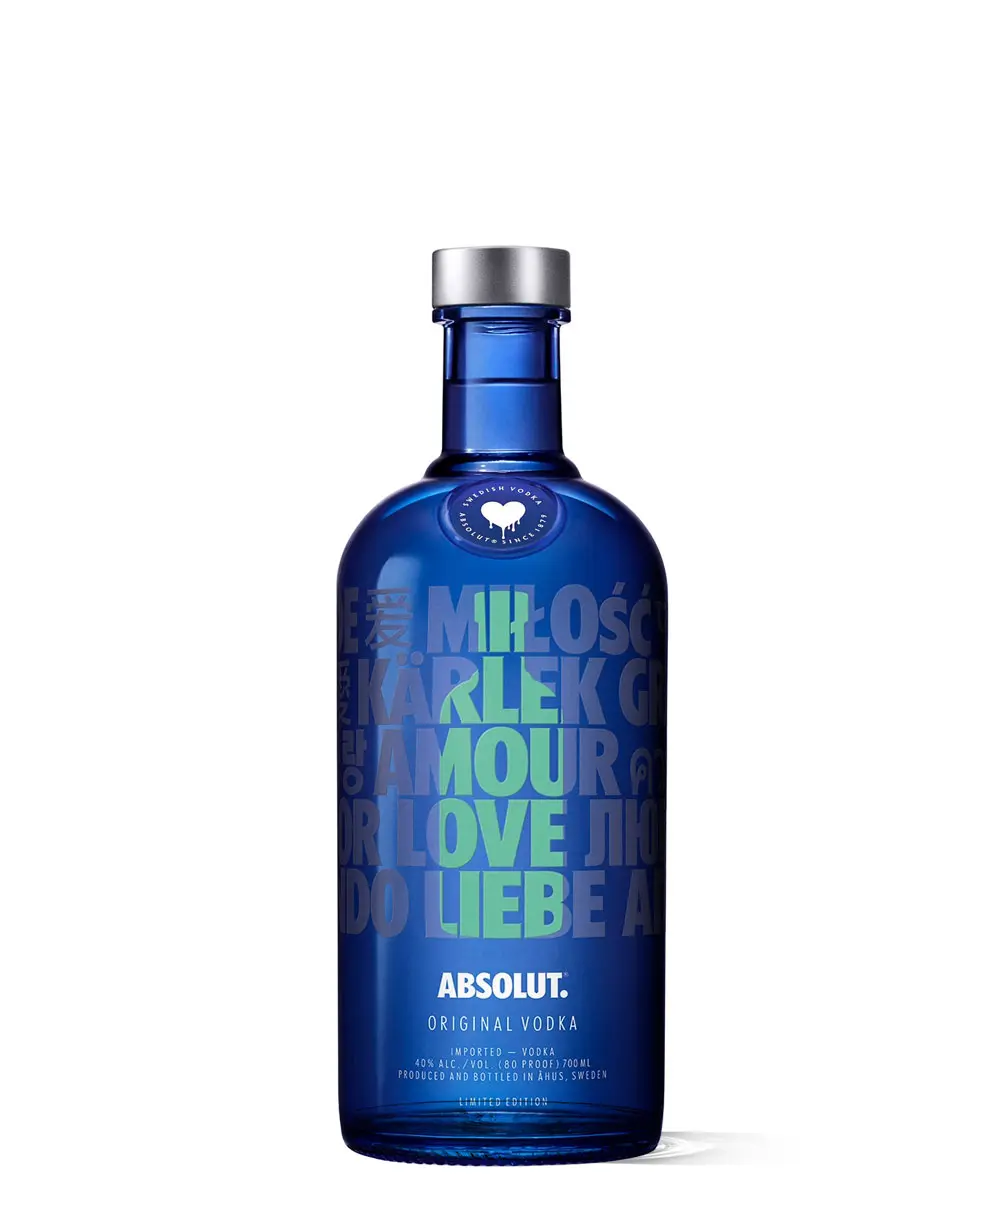 SWEDISH VODKA
ABSOLUT® SINCE 1879
爱 MIŁOŚĆ
KÄRLEK
AMOUR
LOVE
LIEBE
ABSOLUT.
ORIGINAL VODKA
IMPORTED — VODKA
40% ALC./VOL. (80 PROOF) 700ML
PRODUCED AND BOTTLED IN ÅHUS, SWEDEN
LIMITED EDITION